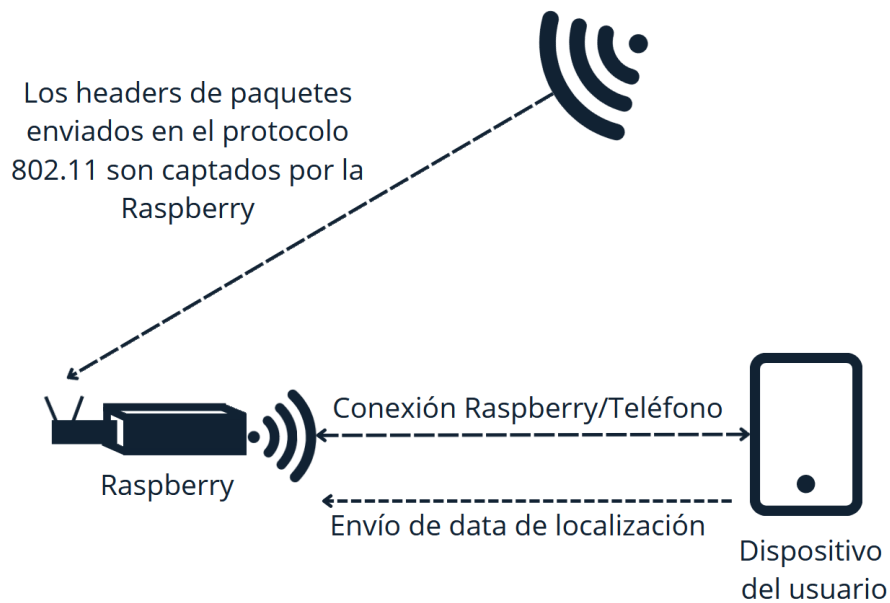 Los headers de paquetes
enviados en el protocolo
802.11 son captados por la
Raspberry
Conexión Raspberry/Teléfono
Raspberry
Envío de data de localización
Dispositivo
del usuario